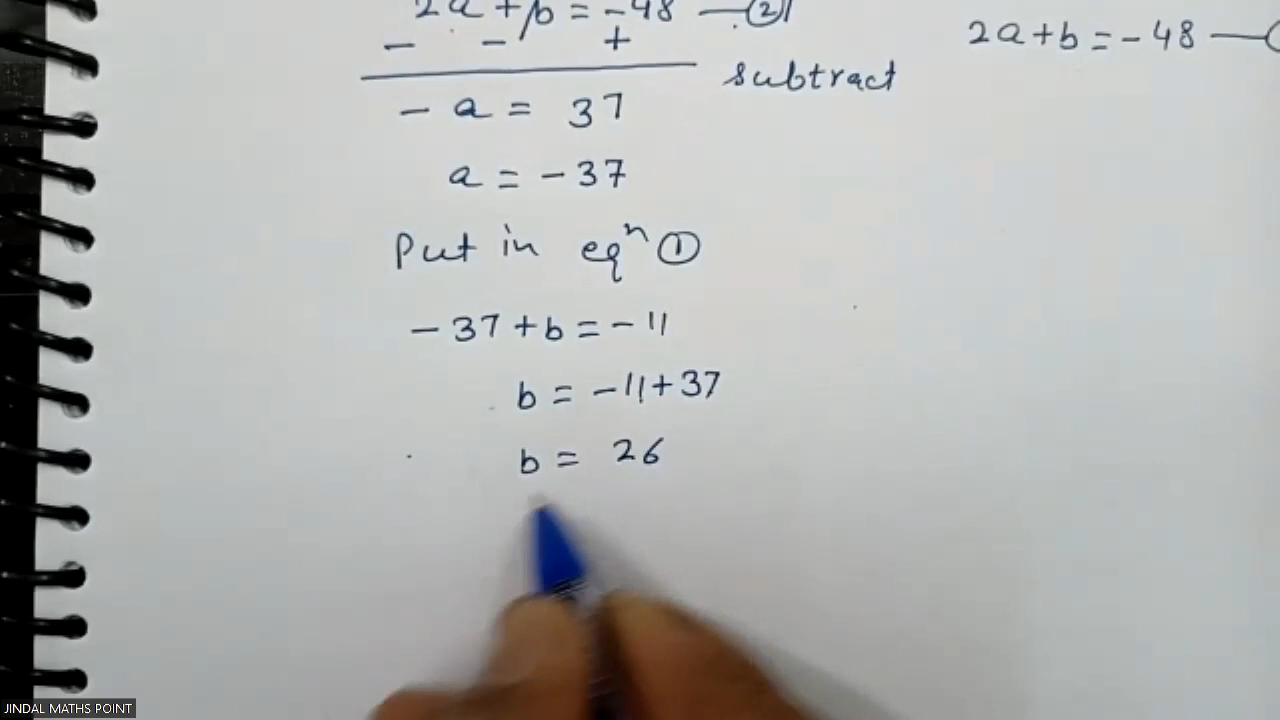 2a + b = -48 — ②
- - +
subtract
- a = 37
a = -37
Put in eqⁿ ①
-37 + b = -11
b = -11 + 37
b = 26
2a + b = -48 —
JINDAL MATHS POINT